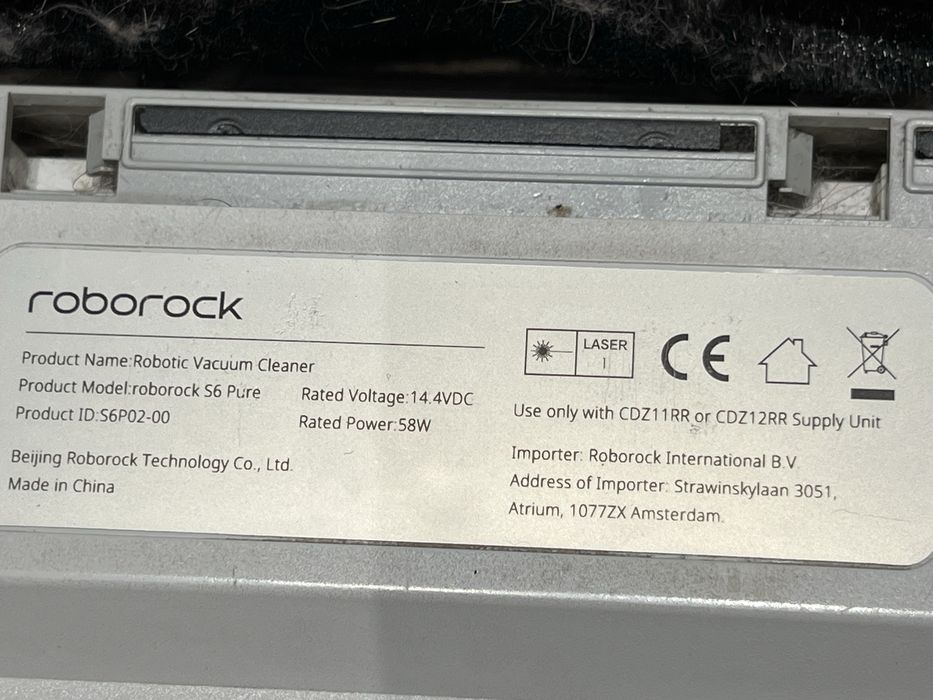 roborock
Product Name:Robotic Vacuum Cleaner
Product Model:roborock S6 Pure
Product ID:S6P02-00
Rated Voltage:14.4VDC
Rated Power:58W
Beijing Roborock Technology Co., Ltd.
Made in China
LASER
1
CE
Use only with CDZ11RR or CDZ12RR Supply Unit
Importer: Roborock International B.V.
Address of Importer: Strawinskylaan 3051,
Atrium, 1077ZX Amsterdam.